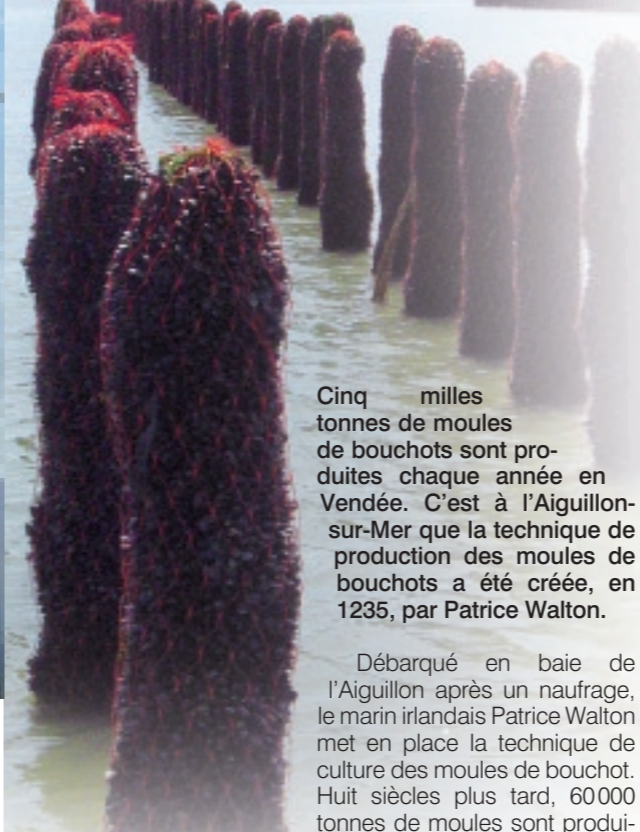 Cinq milles
tonnes de moules
de bouchots sont pro-
duites chaque année en
Vendée. C’est à l’Aiguillon-
sur-Mer que la technique de
production des moules de
bouchots a été créée, en
1235, par Patrice Walton.
Débarqué en baie de
l’Aiguillon après un naufrage,
le marin irlandais Patrice Walton
met en place la technique de
culture des moules de bouchot.
Huit siècles plus tard, 60000
tonnes de moules sont produi-